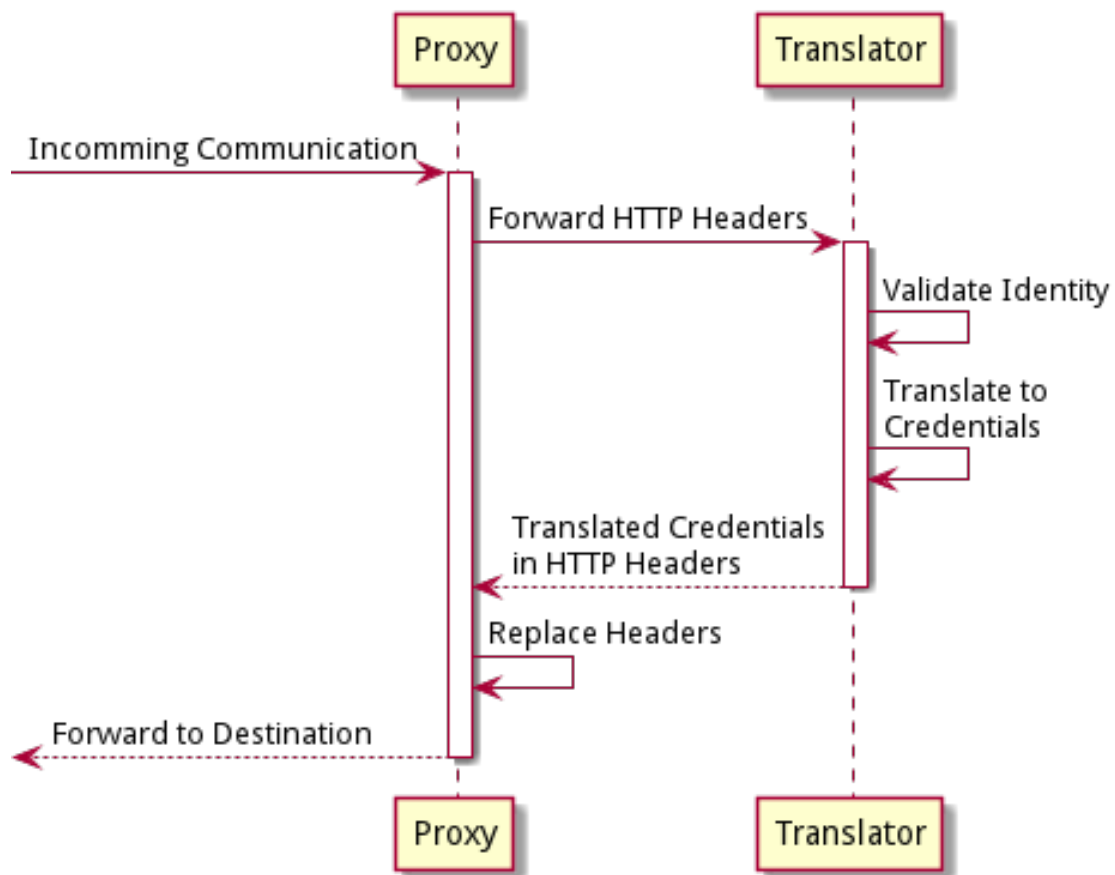 Proxy
Translator
Incomming Communication
Forward HTTP Headers
Validate Identity
Translate to
Credentials
Translated Credentials
in HTTP Headers
Replace Headers
Forward to Destination
Proxy
Translator